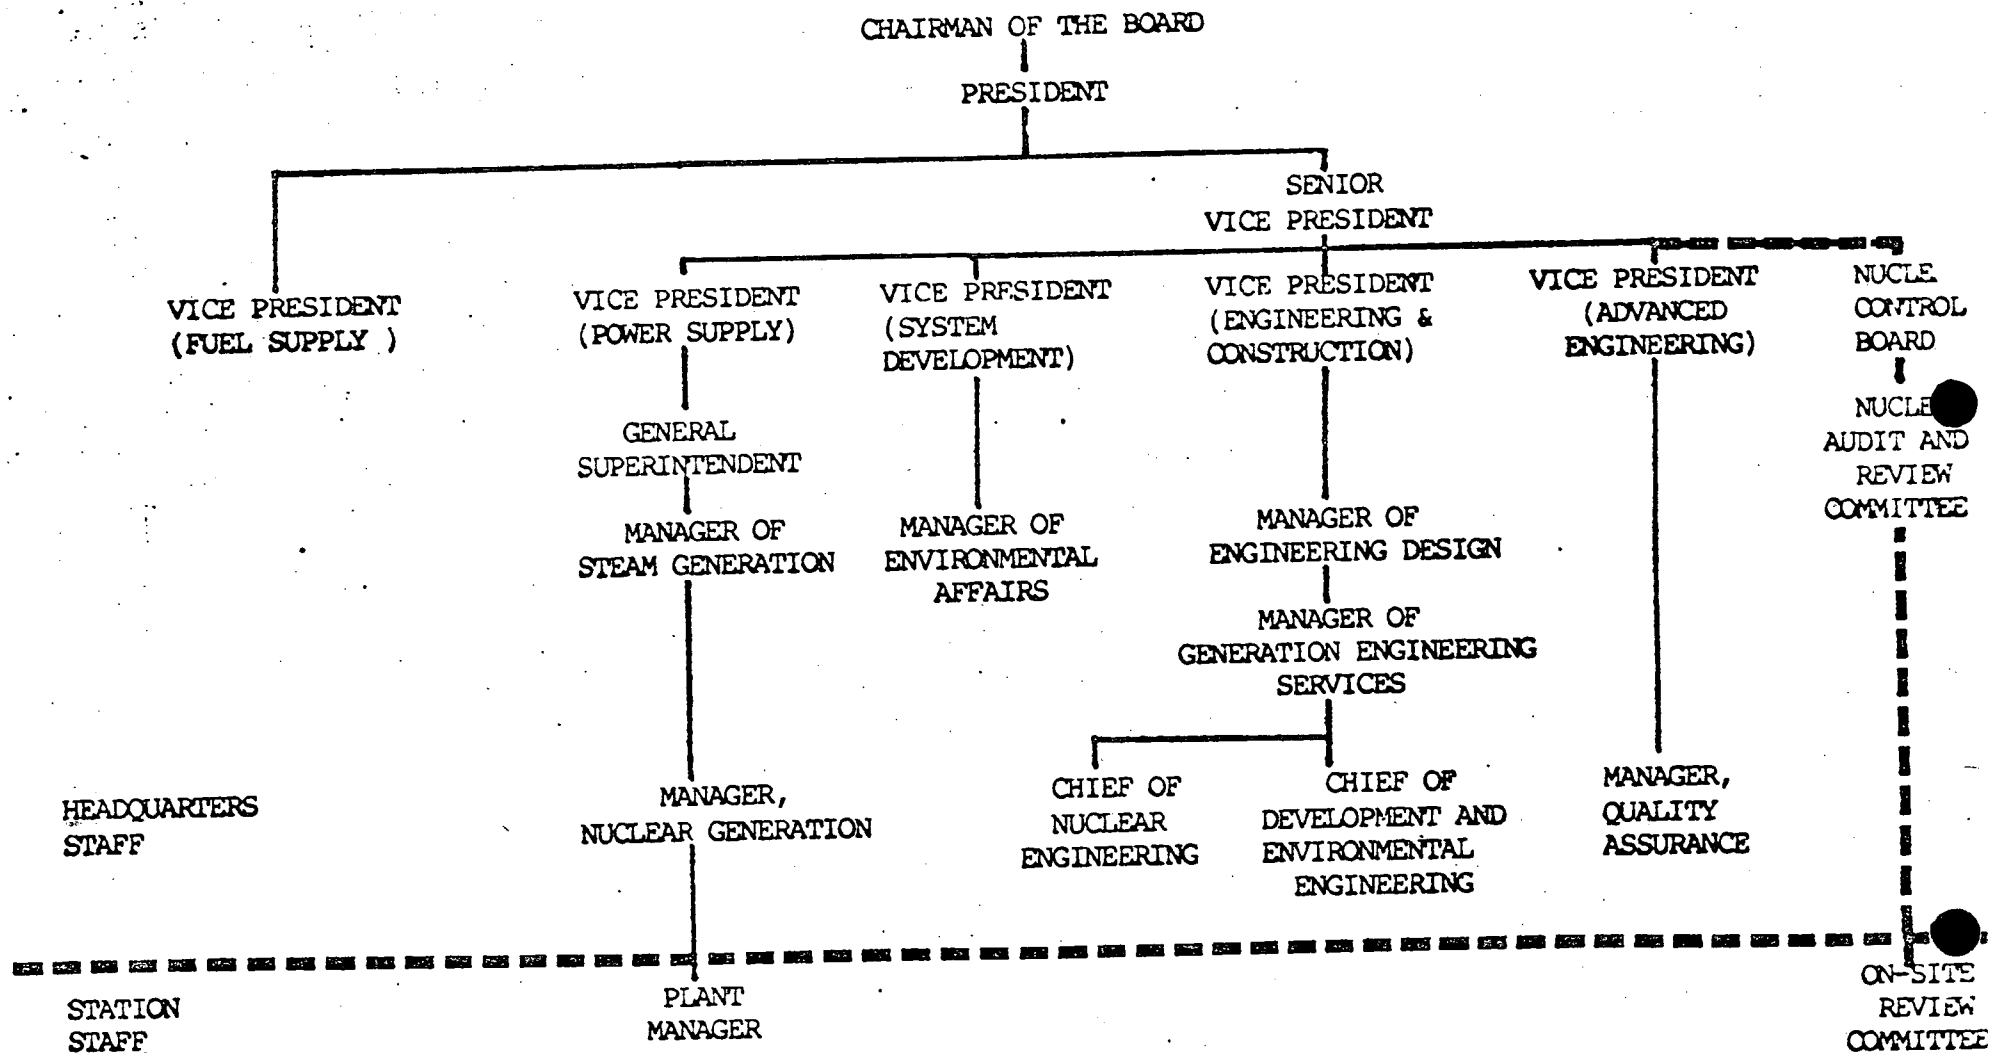 CHAIRMAN OF THE BOARD
PRESIDENT
SENIOR
VICE PRESIDENT
VICE PRESIDENT
(FUEL SUPPLY )
VICE PRESIDENT
(POWER SUPPLY)
VICE PRESIDENT
(SYSTEM
DEVELOPMENT)
VICE PRESIDENT
(ENGINEERING &
CONSTRUCTION)
VICE PRESIDENT
(ADVANCED
ENGINEERING)
NUCLE
CONTROL
BOARD
NUCLE
AUDIT AND
REVIEW
COMMITTEE
GENERAL
SUPERINTENDENT
MANAGER OF
STEAM GENERATION
MANAGER OF
ENVIRONMENTAL
AFFAIRS
MANAGER OF
ENGINEERING DESIGN
MANAGER OF
GENERATION ENGINEERING
SERVICES
HEADQUARTERS
STAFF
MANAGER,
NUCLEAR GENERATION
CHIEF OF
NUCLEAR
ENGINEERING
CHIEF OF
DEVELOPMENT AND
ENVIRONMENTAL
ENGINEERING
MANAGER,
QUALITY
ASSURANCE
STATION
STAFF
PLANT
MANAGER
ON-SITE
REVIEW
COMMITTEE